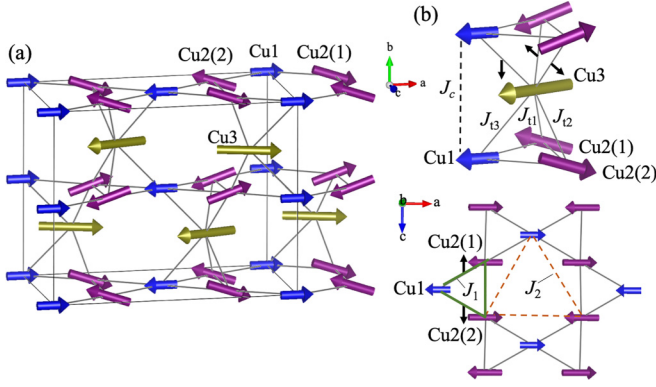 (a)
Cu2(2) Cu1 Cu2(1)
Cu3
b
a
c
(b)
Cu3
J_c
J_t3 J_t1 J_t2
Cu1
Cu2(1)
Cu2(2)
b
a
c
Cu2(1)
Cu1
J_1
J_2
Cu2(2)